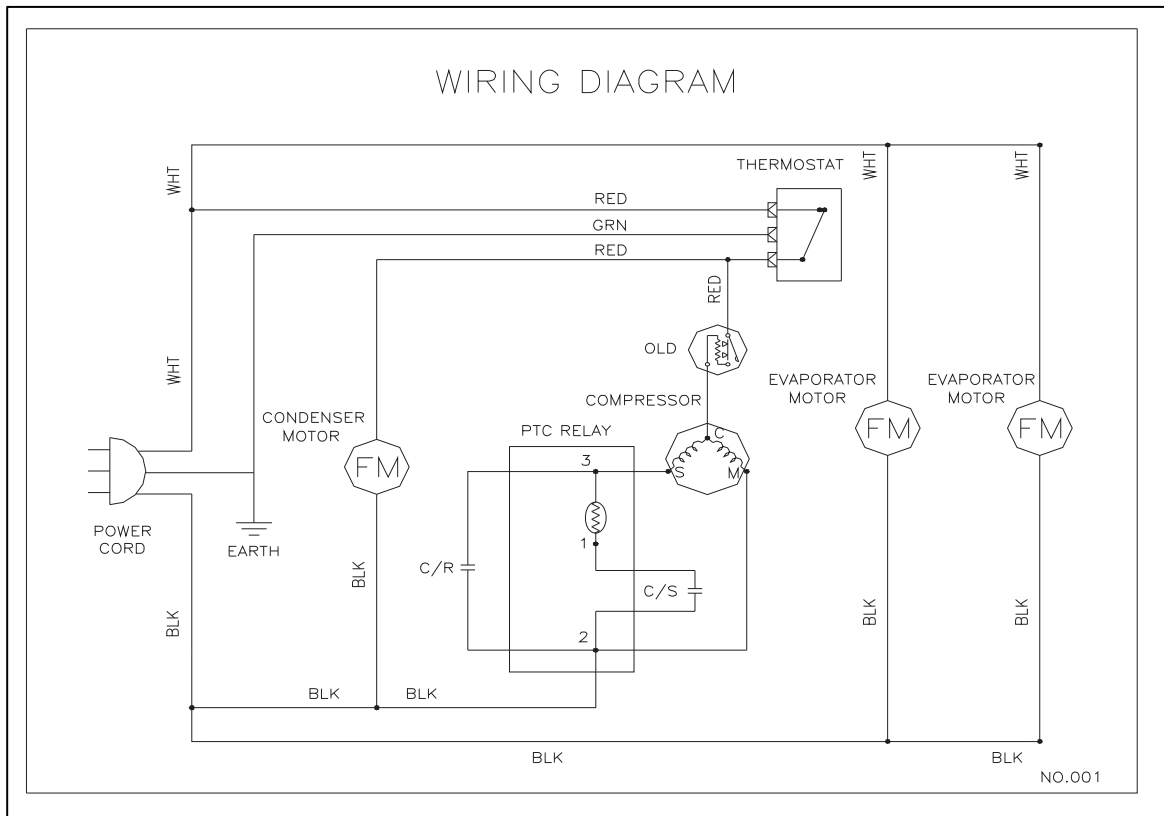 WIRING DIAGRAM
WHT
THERMOSTAT
WHT
WHT
RED
GRN
RED
RED
WHT
OLD
COMPRESSOR
EVAPORATOR
MOTOR
EVAPORATOR
MOTOR
CONDENSER
MOTOR
PTC RELAY
C
FM
FM
FM
3
S
M
POWER
CORD
EARTH
1
C/R
C/S
BLK
BLK
BLK
BLK
2
BLK
BLK
BLK
BLK
NO.001